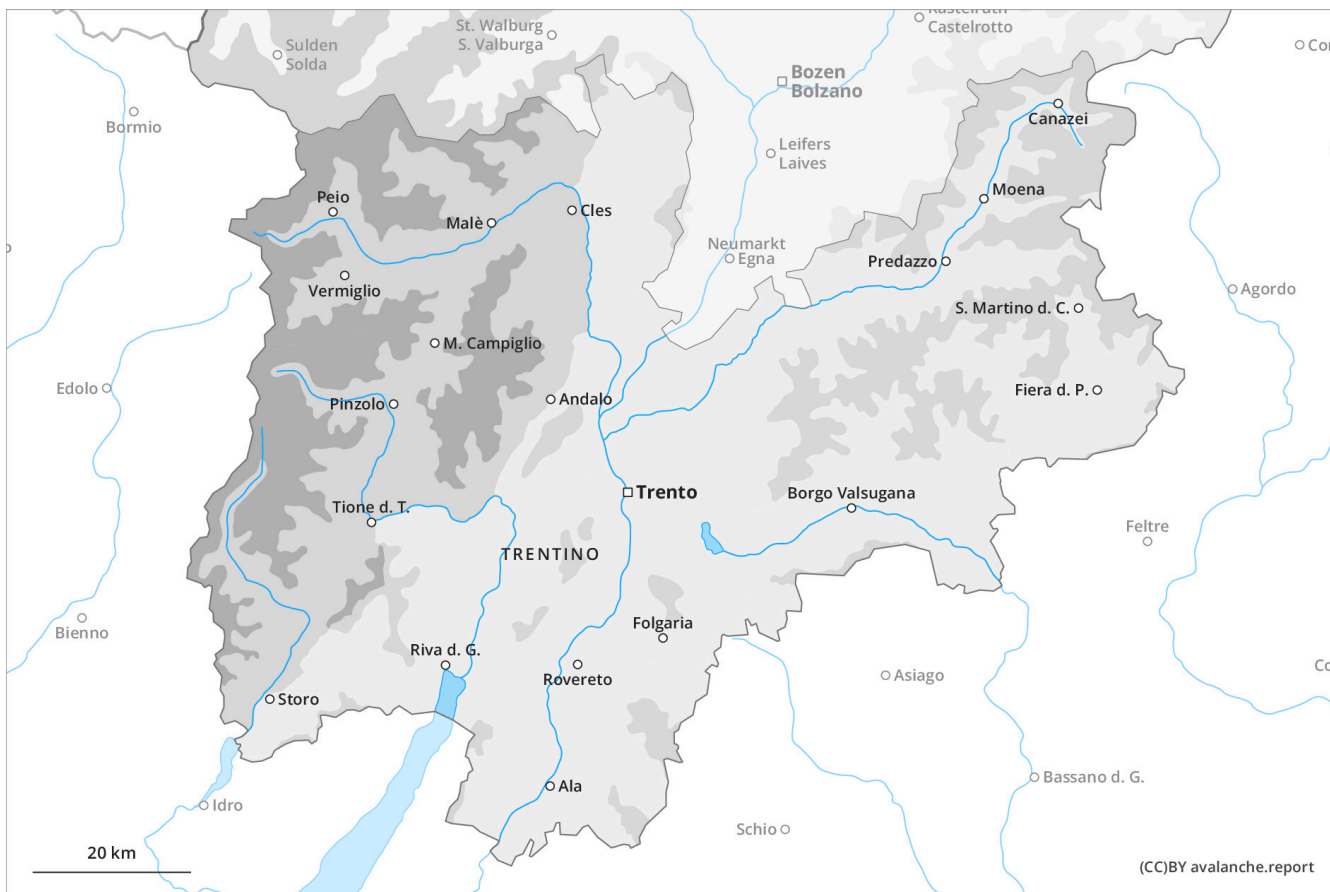 Kastelruth
Castelrotto
St. Walburg
S. Valburga
Sulden
Solda
Bozen
Bolzano
Bormio
Canazei
Leifers
Laives
Peio
Moena
Malè
Cles
Neumarkt
Egna
Predazzo
Vermiglio
Agordo
S. Martino d. C.
M. Campiglio
Edolo
Fiera d. P.
Pinzolo
Andalo
Trento
Borgo Valsugana
Tione d. T.
Feltre
TRENTINO
Bienno
Folgaria
Riva d. G.
Rovereto
Asiago
Storo
Bassano d. G.
Ala
Idro
Schio
20 km
(CC)BY avalanche.report